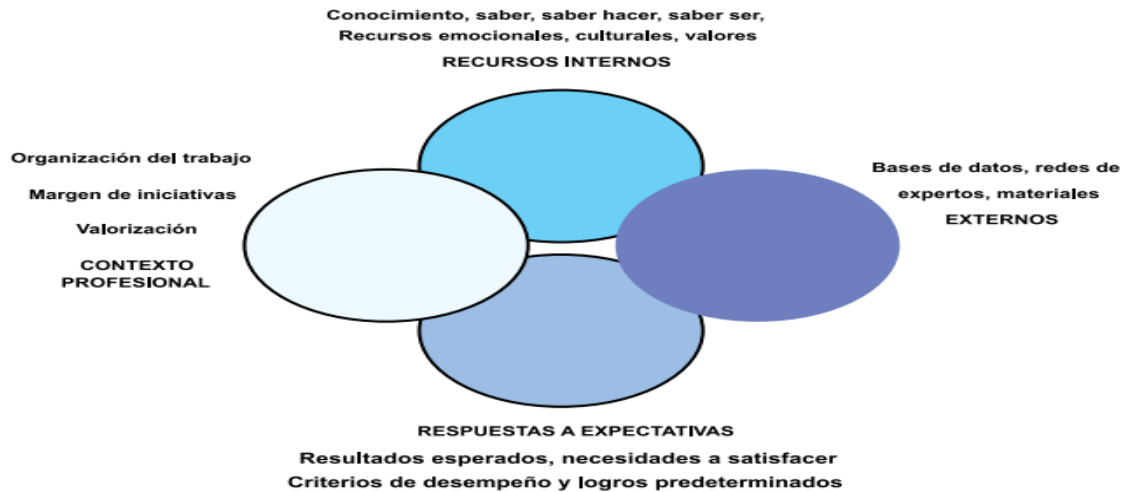 Conocimiento, saber, saber hacer, saber ser,
Recursos emocionales, culturales, valores
RECURSOS INTERNOS
Organización del trabajo
Margen de iniciativas
Valorización
CONTEXTO
PROFESIONAL
Bases de datos, redes de
expertos, materiales
EXTERNOS
RESPUESTAS A EXPECTATIVAS
Resultados esperados, necesidades a satisfacer
Criterios de desempeño y logros predeterminados